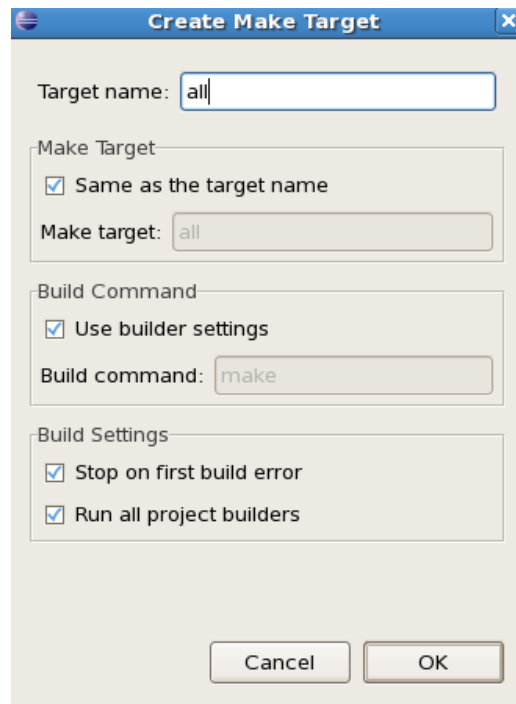 Create Make Target
Target name: all
Make Target
Same as the target name
Make target: all
Build Command
Use builder settings
Build command: make
Build Settings
Stop on first build error
Run all project builders
Cancel OK